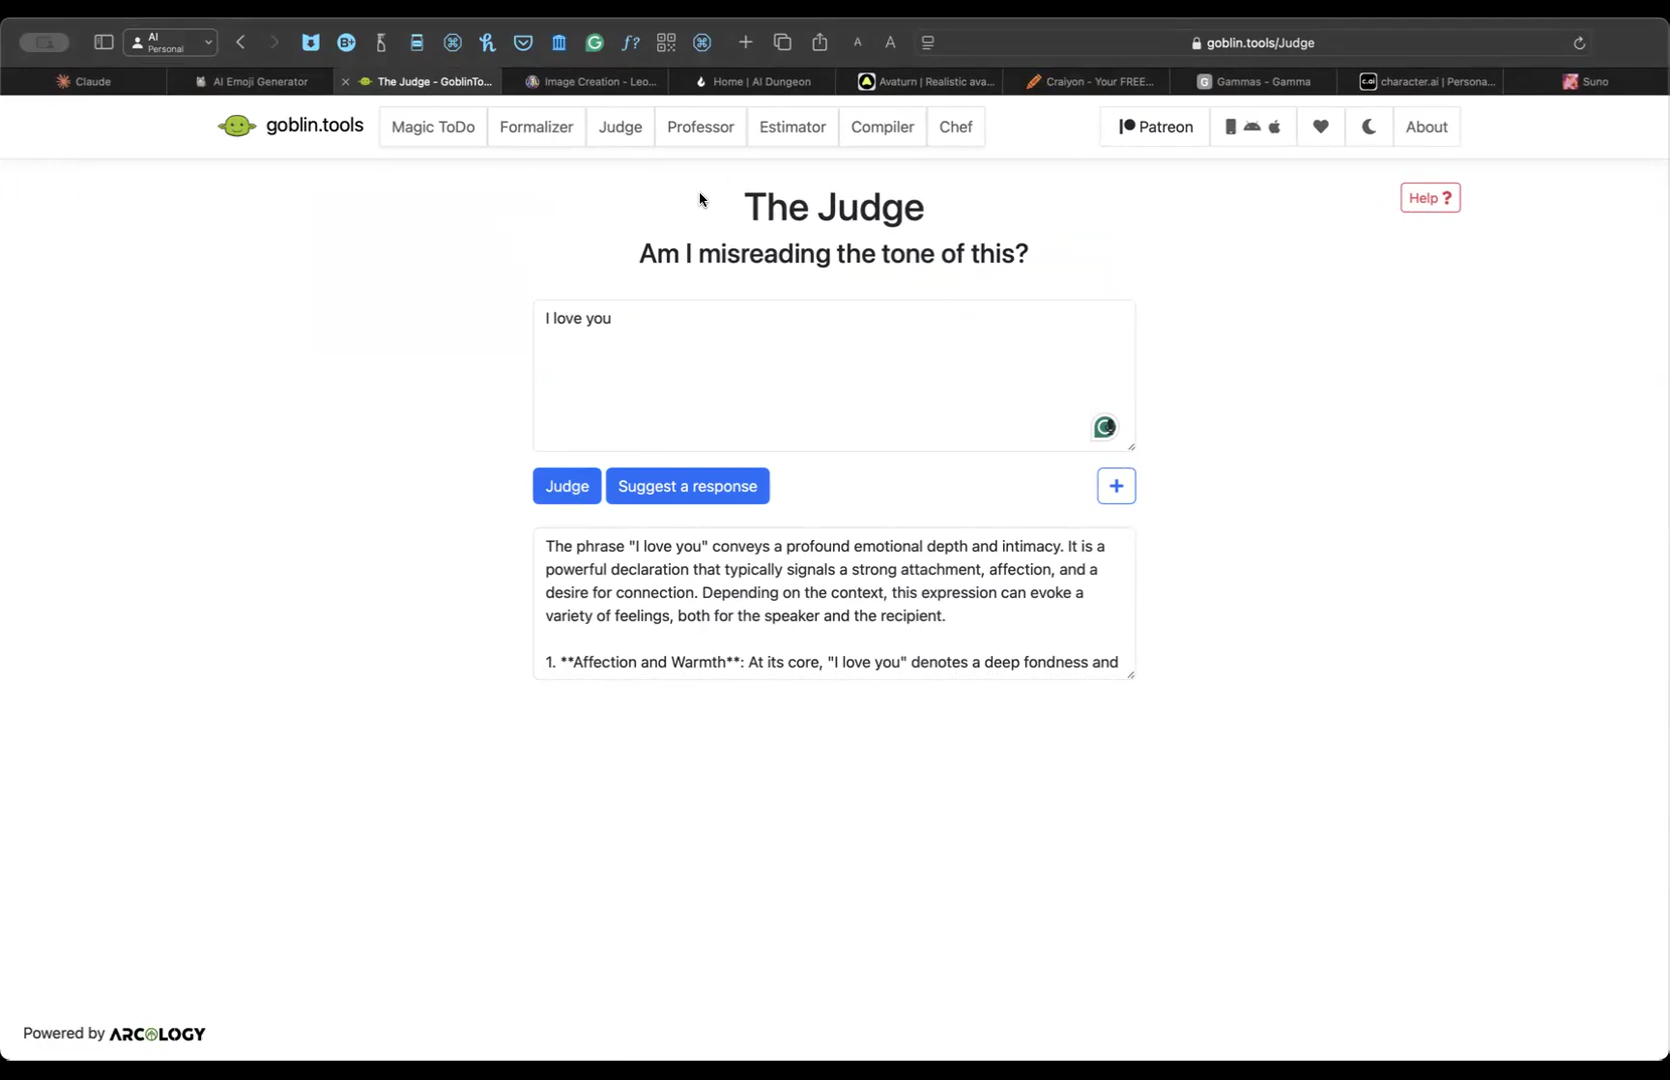 AI
Personal
goblin.tools/Judge
Claude
AI Emoji Generator
The Judge - GoblinTo...
Image Creation - Leo...
Home | AI Dungeon
Avaturn | Realistic ava...
Craiyon - Your FREE...
Gammas - Gamma
character.ai | Persona...
Suno
goblin.tools
Magic ToDo
Formalizer
Judge
Professor
Estimator
Compiler
Chef
Patreon
About
The Judge
Help ?
Am I misreading the tone of this?
I love you
Judge
Suggest a response
+
The phrase "I love you" conveys a profound emotional depth and intimacy. It is a
powerful declaration that typically signals a strong attachment, affection, and a
desire for connection. Depending on the context, this expression can evoke a
variety of feelings, both for the speaker and the recipient.
1. **Affection and Warmth**: At its core, "I love you" denotes a deep fondness and
Powered by ARCOLOGY